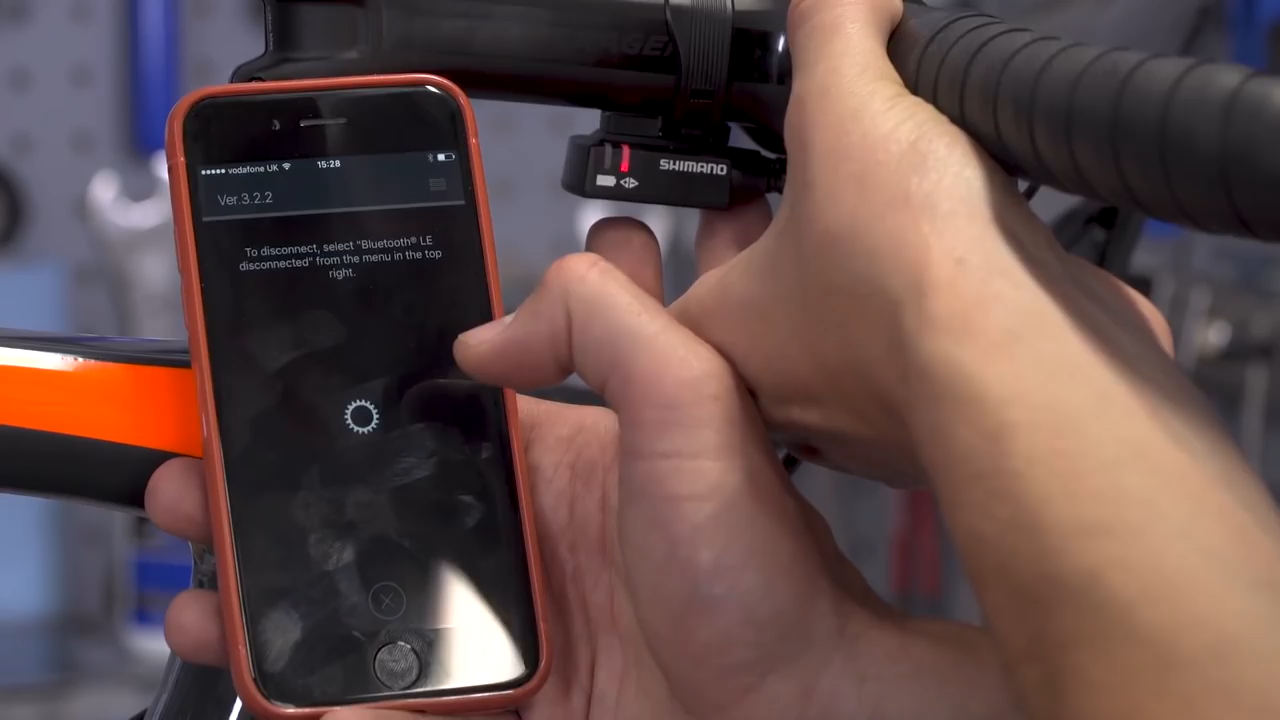 vodafone UK
15:28
Ver.3.2.2
To disconnect, select "Bluetooth® LE
disconnected" from the menu in the top
right.
SHIMANO